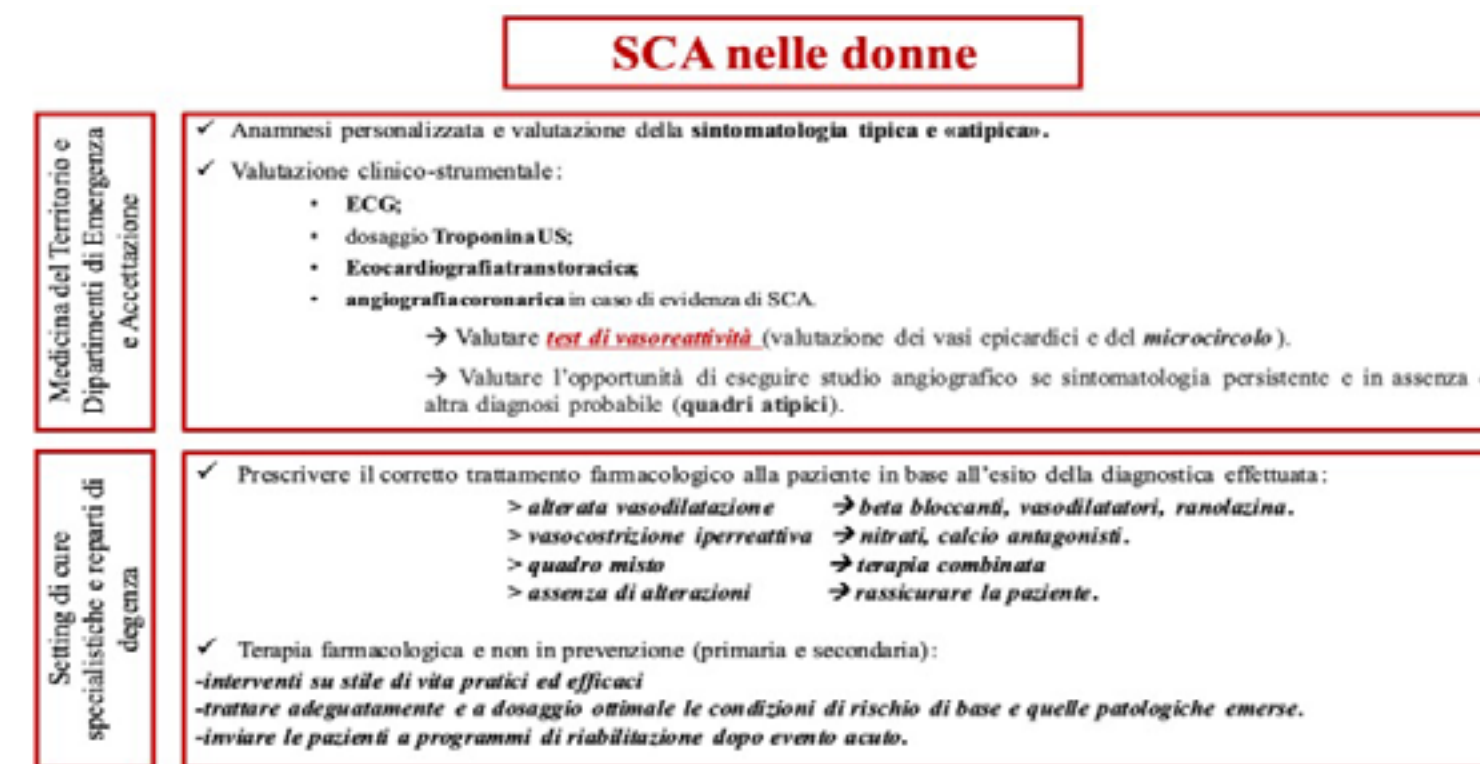 SCA nelle donne
Medicina del Territorio e
Dipartimenti di Emergenza
e Accettazione
✓ Anamnesi personalizzata e valutazione della sintomatologia tipica e «atipica».
✓ Valutazione clinico-strumentale:
• ECG;
• dosaggio Troponina US;
• Ecocardiografia transtoracica;
• angiografia coronarica in caso di evidenza di SCA.
→ Valutare test di vasoreattività (valutazione dei vasi epicardici e del microcircolo).
→ Valutare l'opportunità di eseguire studio angiografico se sintomatologia persistente e in assenza
altra diagnosi probabile (quadri atipici).
Setting di cure
specialistiche e reparti di
degenza
✓ Prescrivere il corretto trattamento farmacologico alla paziente in base all'esito della diagnostica effettuata:
> alterata vasodilatazione → beta bloccanti, vasodilatatori, ranolazina.
> vasocostrizione iperreattiva → nitrati, calcio antagonisti.
> quadro misto → terapia combinata
> assenza di alterazioni → rassicurare la paziente.
✓ Terapia farmacologica e non in prevenzione (primaria e secondaria):
-interventi su stile di vita pratici ed efficaci
-trattare adeguatamente e a dosaggio ottimale le condizioni di rischio di base e quelle patologiche emerse.
-inviare le pazienti a programmi di riabilitazione dopo evento acuto.